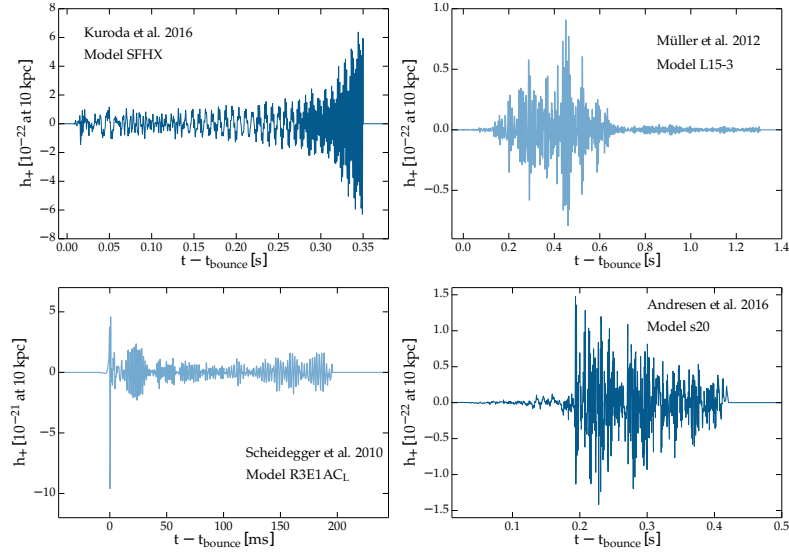 8
6
4
2
0
−2
−4
−6
−8
h₊ [10⁻²² at 10 kpc]
Kuroda et al. 2016
Model SFHX
0.00 0.05 0.10 0.15 0.20 0.25 0.30 0.35 0.40
t − t_bounce [s]
1.0
0.5
0.0
−0.5
h₊ [10⁻²² at 10 kpc]
Müller et al. 2012
Model L15-3
0.0 0.2 0.4 0.6 0.8 1.0 1.2 1.4
t − t_bounce [s]
5
0
−5
−10
h₊ [10⁻²¹ at 10 kpc]
Scheidegger et al. 2010
Model R3E1AC_L
0 50 100 150 200
t − t_bounce [ms]
1.5
1.0
0.5
0.0
−0.5
−1.0
−1.5
h₊ [10⁻²² at 10 kpc]
Andresen et al. 2016
Model s20
0.1 0.2 0.3 0.4 0.5
t − t_bounce [s]